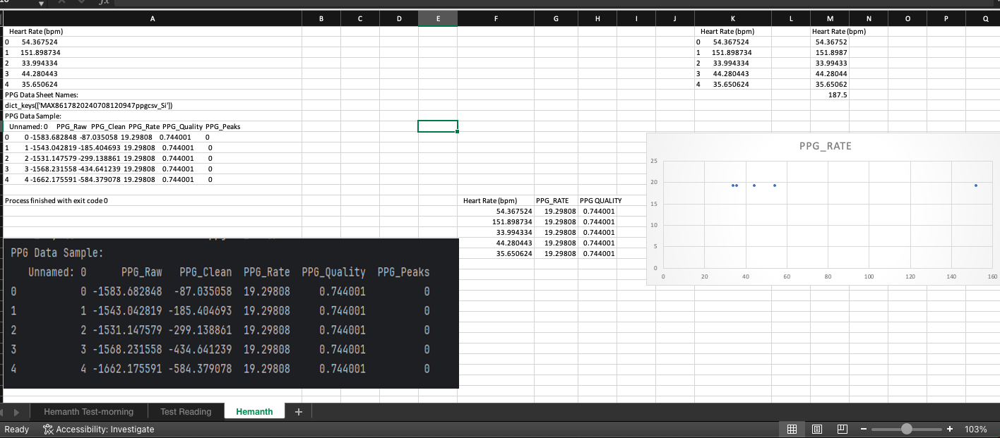 A B C D E F G H I J K L M N O P Q
Heart Rate (bpm) Heart Rate (bpm) Heart Rate (bpm)
0 54.367524 0 54.367524 54.36752
1 151.898734 1 151.898734 151.8987
2 33.994334 2 33.994334 33.99433
3 44.280443 3 44.280443 44.28044
4 35.650624 4 35.650624 35.65062
PPG Data Sheet Names: 187.5
dict_keys(['MAX8617820240708120947ppgcsv_Si'])
PPG Data Sample:
Unnamed: 0 PPG_Raw PPG_Clean PPG_Rate PPG_Quality PPG_Peaks
0 0 -1583.682848 -87.035058 19.29808 0.744001 0
1 1 -1543.042819 -185.404693 19.29808 0.744001 0
2 2 -1531.147579 -299.138861 19.29808 0.744001 0
3 3 -1568.231558 -434.641239 19.29808 0.744001 0
4 4 -1662.175591 -584.379078 19.29808 0.744001 0
Process finished with exit code 0
Heart Rate (bpm) PPG_RATE PPG QUALITY
54.367524 19.29808 0.744001
151.898734 19.29808 0.744001
33.994334 19.29808 0.744001
44.280443 19.29808 0.744001
35.650624 19.29808 0.744001
PPG_RATE
25
20
15
10
5
0
0 20 40 60 80 100 120 140 160
PPG Data Sample:
Unnamed: 0 PPG_Raw PPG_Clean PPG_Rate PPG_Quality PPG_Peaks
0 0 -1583.682848 -87.035058 19.29808 0.744001 0
1 1 -1543.042819 -185.404693 19.29808 0.744001 0
2 2 -1531.147579 -299.138861 19.29808 0.744001 0
3 3 -1568.231558 -434.641239 19.29808 0.744001 0
4 4 -1662.175591 -584.379078 19.29808 0.744001 0
Hemanth Test-morning Test Reading Hemanth +
Ready Accessibility: Investigate − + 103%